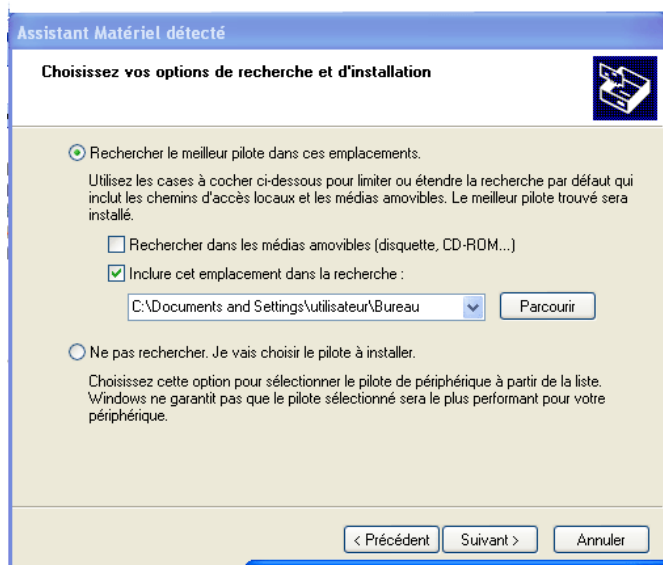 Assistant Matériel détecté
Choisissez vos options de recherche et d'installation
Rechercher le meilleur pilote dans ces emplacements.
Utilisez les cases à cocher ci-dessous pour limiter ou étendre la recherche par défaut qui
inclut les chemins d'accès locaux et les médias amovibles. Le meilleur pilote trouvé sera
installé.
Rechercher dans les médias amovibles (disquette, CD-ROM...)
Inclure cet emplacement dans la recherche :
C:\Documents and Settings\utilisateur\Bureau Parcourir
Ne pas rechercher. Je vais choisir le pilote à installer.
Choisissez cette option pour sélectionner le pilote de périphérique à partir de la liste.
Windows ne garantit pas que le pilote sélectionné sera le plus performant pour votre
périphérique.
< Précédent Suivant > Annuler